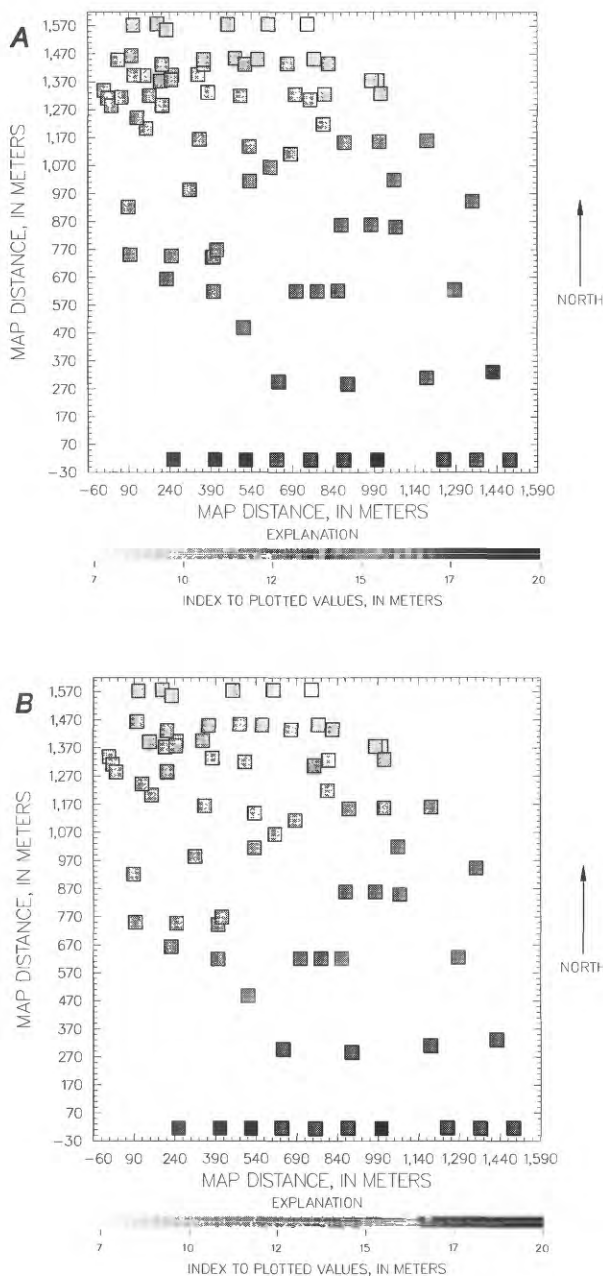 A
1,570
1,470
1,370
1,270
1,170
1,070
970
870
770
670
570
470
370
270
170
70
−30
MAP DISTANCE, IN METERS
NORTH
−60 90 240 390 540 690 840 990 1,140 1,290 1,440 1,590
MAP DISTANCE, IN METERS
EXPLANATION
7 10 12 15 17 20
INDEX TO PLOTTED VALUES, IN METERS
B
1,570
1,470
1,370
1,270
1,170
1,070
970
870
770
670
570
470
370
270
170
70
−30
MAP DISTANCE, IN METERS
NORTH
−60 90 240 390 540 690 840 990 1,140 1,290 1,440 1,590
MAP DISTANCE, IN METERS
EXPLANATION
7 10 12 15 17 20
INDEX TO PLOTTED VALUES, IN METERS